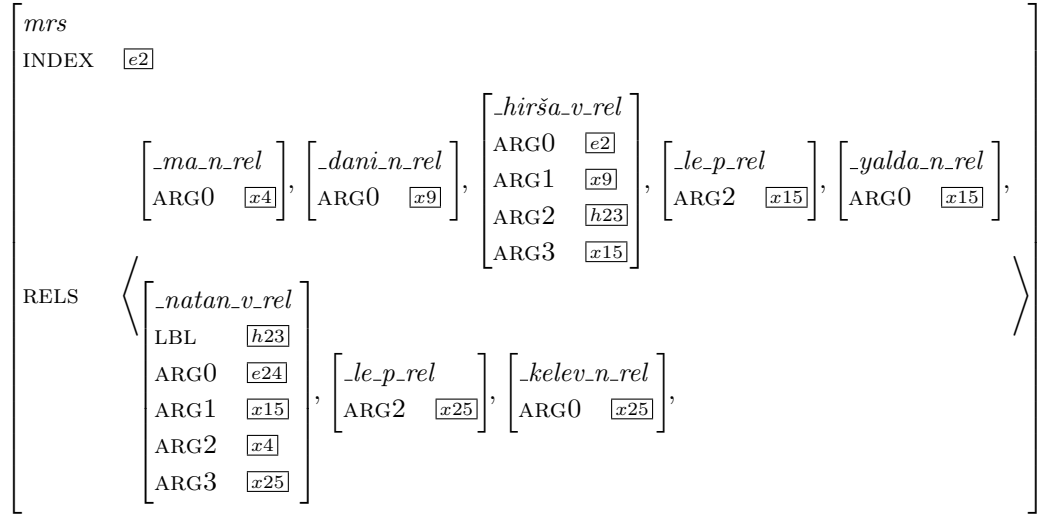 mrs
INDEX e2
_ma_n_rel
ARG0 x4
,
_dani_n_rel
ARG0 x9
,
_hirša_v_rel
ARG0 e2
ARG1 x9
ARG2 h23
ARG3 x15
,
_le_p_rel
ARG2 x15
,
_yalda_n_rel
ARG0 x15
,
RELS
_natan_v_rel
LBL h23
ARG0 e24
ARG1 x15
ARG2 x4
ARG3 x25
,
_le_p_rel
ARG2 x25
,
_kelev_n_rel
ARG0 x25
,